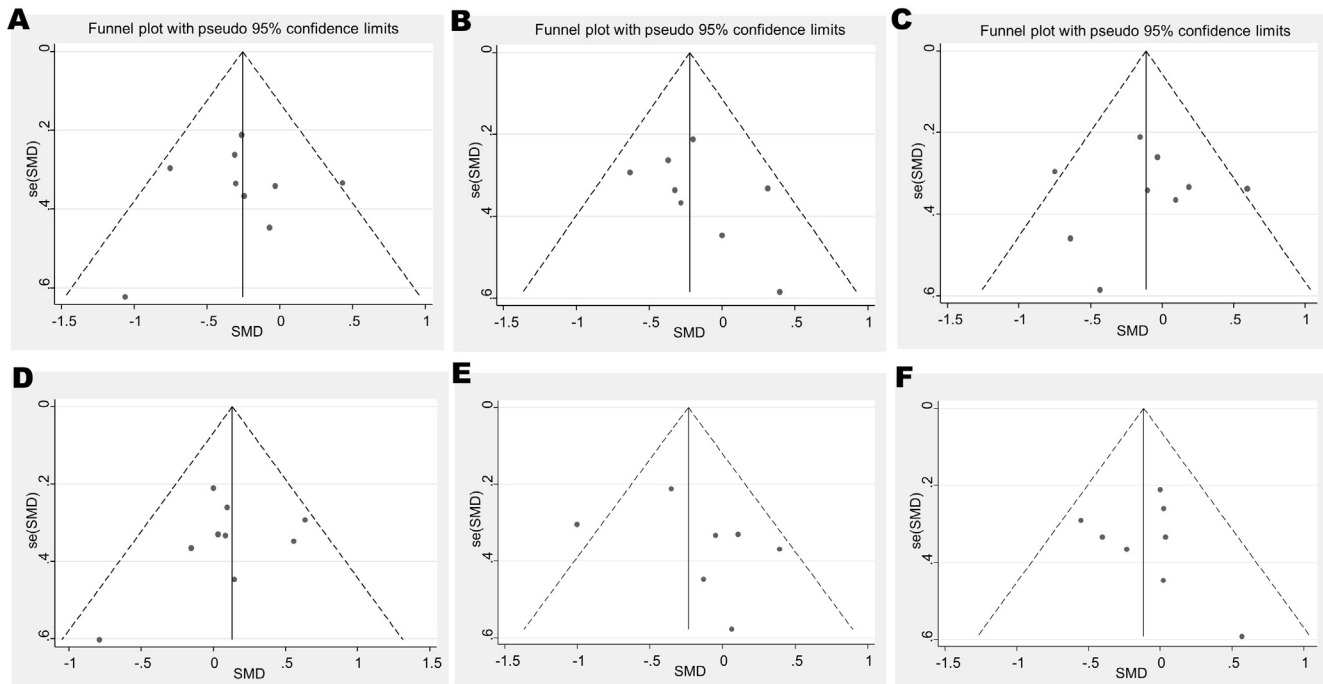 A
Funnel plot with pseudo 95% confidence limits
se(SMD)
0
.2
.4
.6
-1.5
-1
-.5
0
.5
1
SMD
B
Funnel plot with pseudo 95% confidence limits
se(SMD)
0
.2
.4
.6
-1.5
-1
-.5
0
.5
1
SMD
C
Funnel plot with pseudo 95% confidence limits
se(SMD)
0
.2
.4
.6
-1.5
-1
-.5
0
.5
1
SMD
D
se(SMD)
0
.2
.4
.6
-1
-.5
0
.5
1
1.5
SMD
E
se(SMD)
0
.2
.4
.6
-1.5
-1
-.5
0
.5
1
SMD
F
se(SMD)
0
.2
.4
.6
-1.5
-1
-.5
0
.5
1
SMD